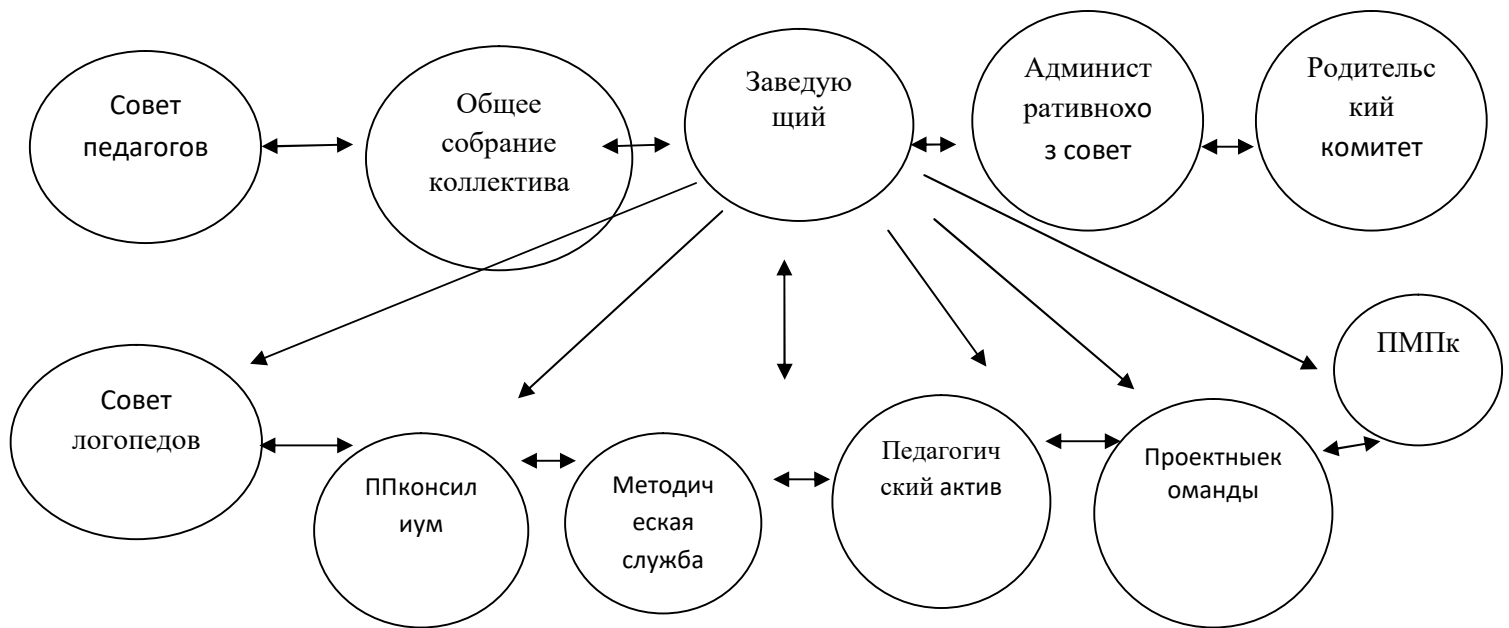 Совет
педагогов
Общее
собрание
коллектива
Заведую
щий
Админист
ративнохо
з совет
Родительс
кий
комитет
Совет
логопедов
ППконсил
иум
Методич
еская
служба
Педагогич
ский актив
Проектныек
оманды
ПМПк